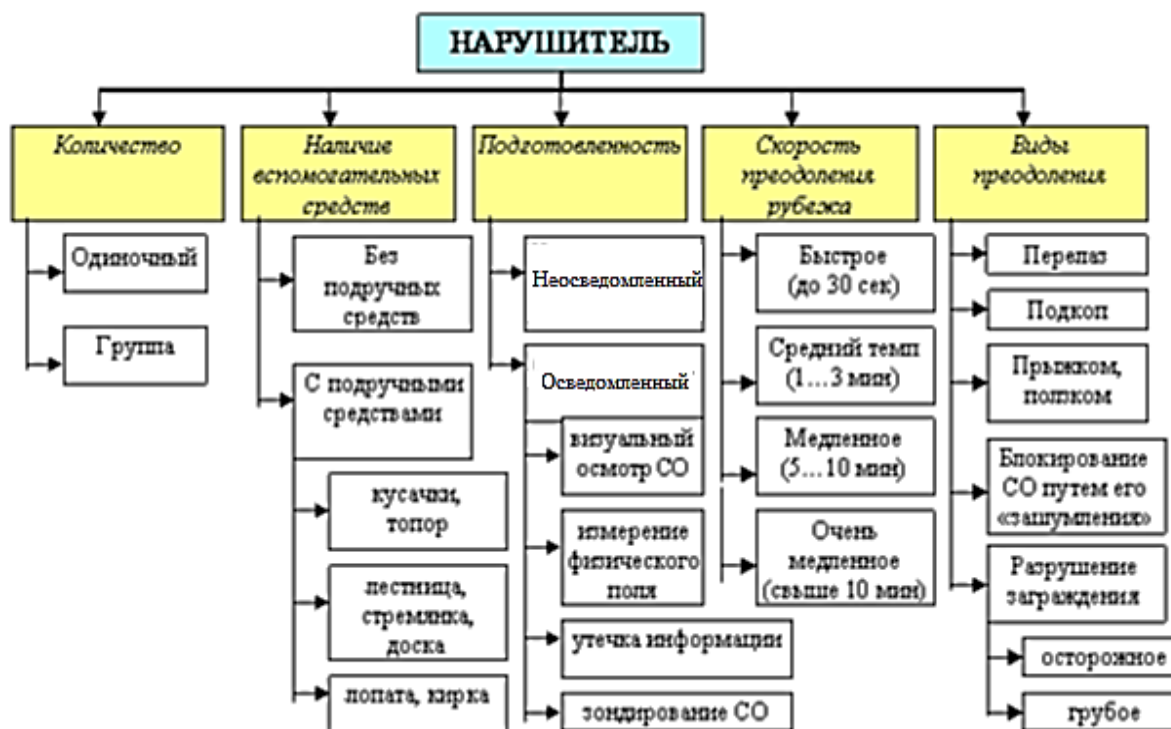 НАРУШИТЕЛЬ
Количество
Одиночный
Группа
Наличие
вспомогательных
средств
Без
подручных
средств
С подручными
средствами
кусачки,
топор
лестница,
стремянка,
доска
лопата, кирка
Подготовленность
Неосведомленный
Осведомленный
визуальный
осмотр СО
измерение
физического
поля
утечка информации
зондирование СО
Скорость
преодоления
рубежа
Быстрое
(до 30 сек)
Средний темп
(1...3 мин)
Медленное
(5...10 мин)
Очень
медленное
(свыше 10 мин)
Виды
преодоления
Перелаз
Подкоп
Прыжком,
ползком
Блокирование
СО путем его
«зашумления»
Разрушение
заграждения
осторожное
грубое